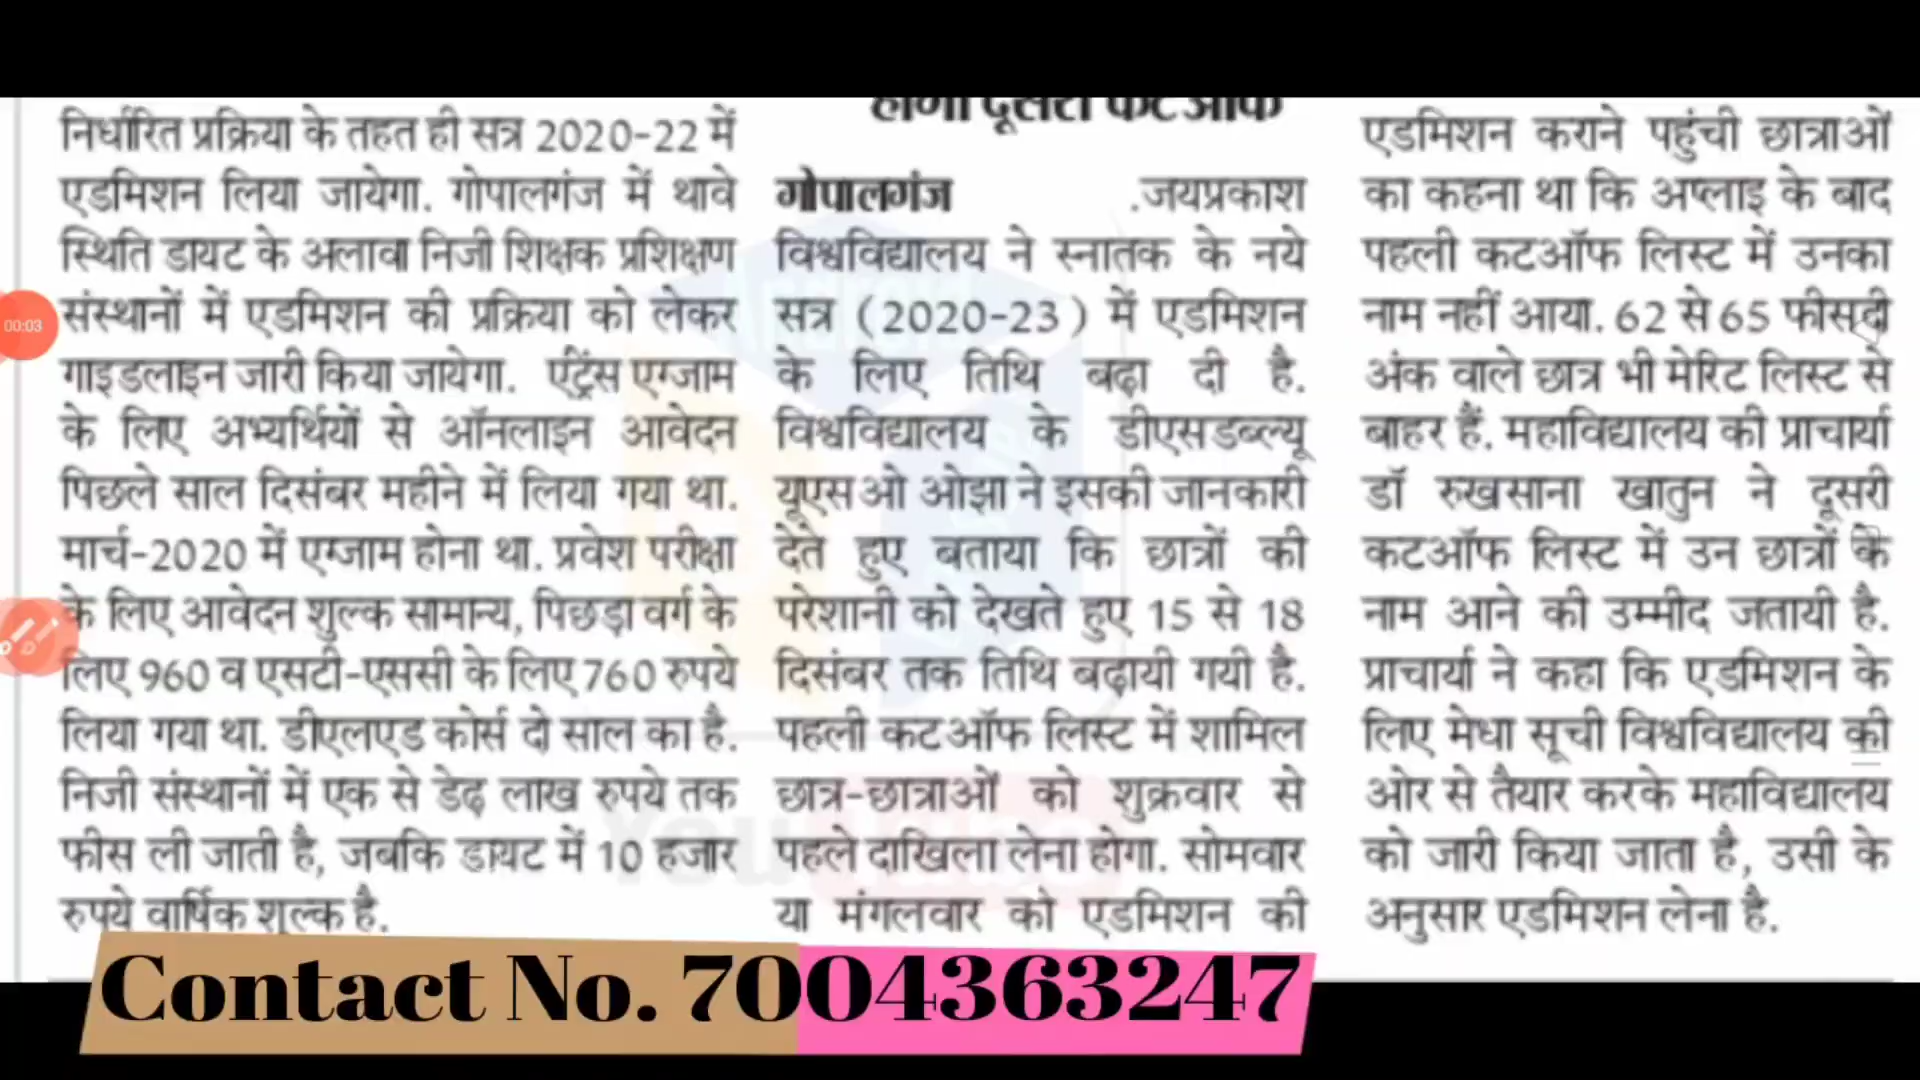 निर्धारित प्रक्रिया के तहत ही सत्र 2020-22 में
एडमिशन लिया जायेगा. गोपालगंज में थावे
स्थिति डायट के अलावा निजी शिक्षक प्रशिक्षण
संस्थानों में एडमिशन की प्रक्रिया को लेकर
गाइडलाइन जारी किया जायेगा. एंट्रेंस एग्जाम
के लिए अभ्यर्थियों से ऑनलाइन आवेदन
पिछले साल दिसंबर महीने में लिया गया था.
मार्च-2020 में एग्जाम होना था. प्रवेश परीक्षा
के लिए आवेदन शुल्क सामान्य, पिछड़ा वर्ग के
लिए 960 व एसटी-एससी के लिए 760 रुपये
लिया गया था. डीएलएड कोर्स दो साल का है.
निजी संस्थानों में एक से डेढ़ लाख रुपये तक
फीस ली जाती है, जबकि डायट में 10 हजार
रुपये वार्षिक शुल्क है.
होगा दूसरा कटऑफ
गोपालगंज .जयप्रकाश
विश्वविद्यालय ने स्नातक के नये
सत्र (2020-23) में एडमिशन
के लिए तिथि बढ़ा दी है.
विश्वविद्यालय के डीएसडब्ल्यू
यूएस ओ ओझा ने इसकी जानकारी
देते हुए बताया कि छात्रों की
परेशानी को देखते हुए 15 से 18
दिसंबर तक तिथि बढ़ायी गयी है.
पहली कटऑफ लिस्ट में शामिल
छात्र-छात्राओं को शुक्रवार से
पहले दाखिला लेना होगा. सोमवार
या मंगलवार को एडमिशन की
एडमिशन कराने पहुंची छात्राओं
का कहना था कि अप्लाइ के बाद
पहली कटऑफ लिस्ट में उनका
नाम नहीं आया. 62 से 65 फीसदी
अंक वाले छात्र भी मेरिट लिस्ट से
बाहर हैं. महाविद्यालय की प्राचार्या
डॉ रुखसाना खातुन ने दूसरी
कटऑफ लिस्ट में उन छात्रों के
नाम आने की उम्मीद जतायी है.
प्राचार्या ने कहा कि एडमिशन के
लिए मेधा सूची विश्वविद्यालय की
ओर से तैयार करके महाविद्यालय
को जारी किया जाता है, उसी के
अनुसार एडमिशन लेना है.
00:03
Contact No. 7004363247